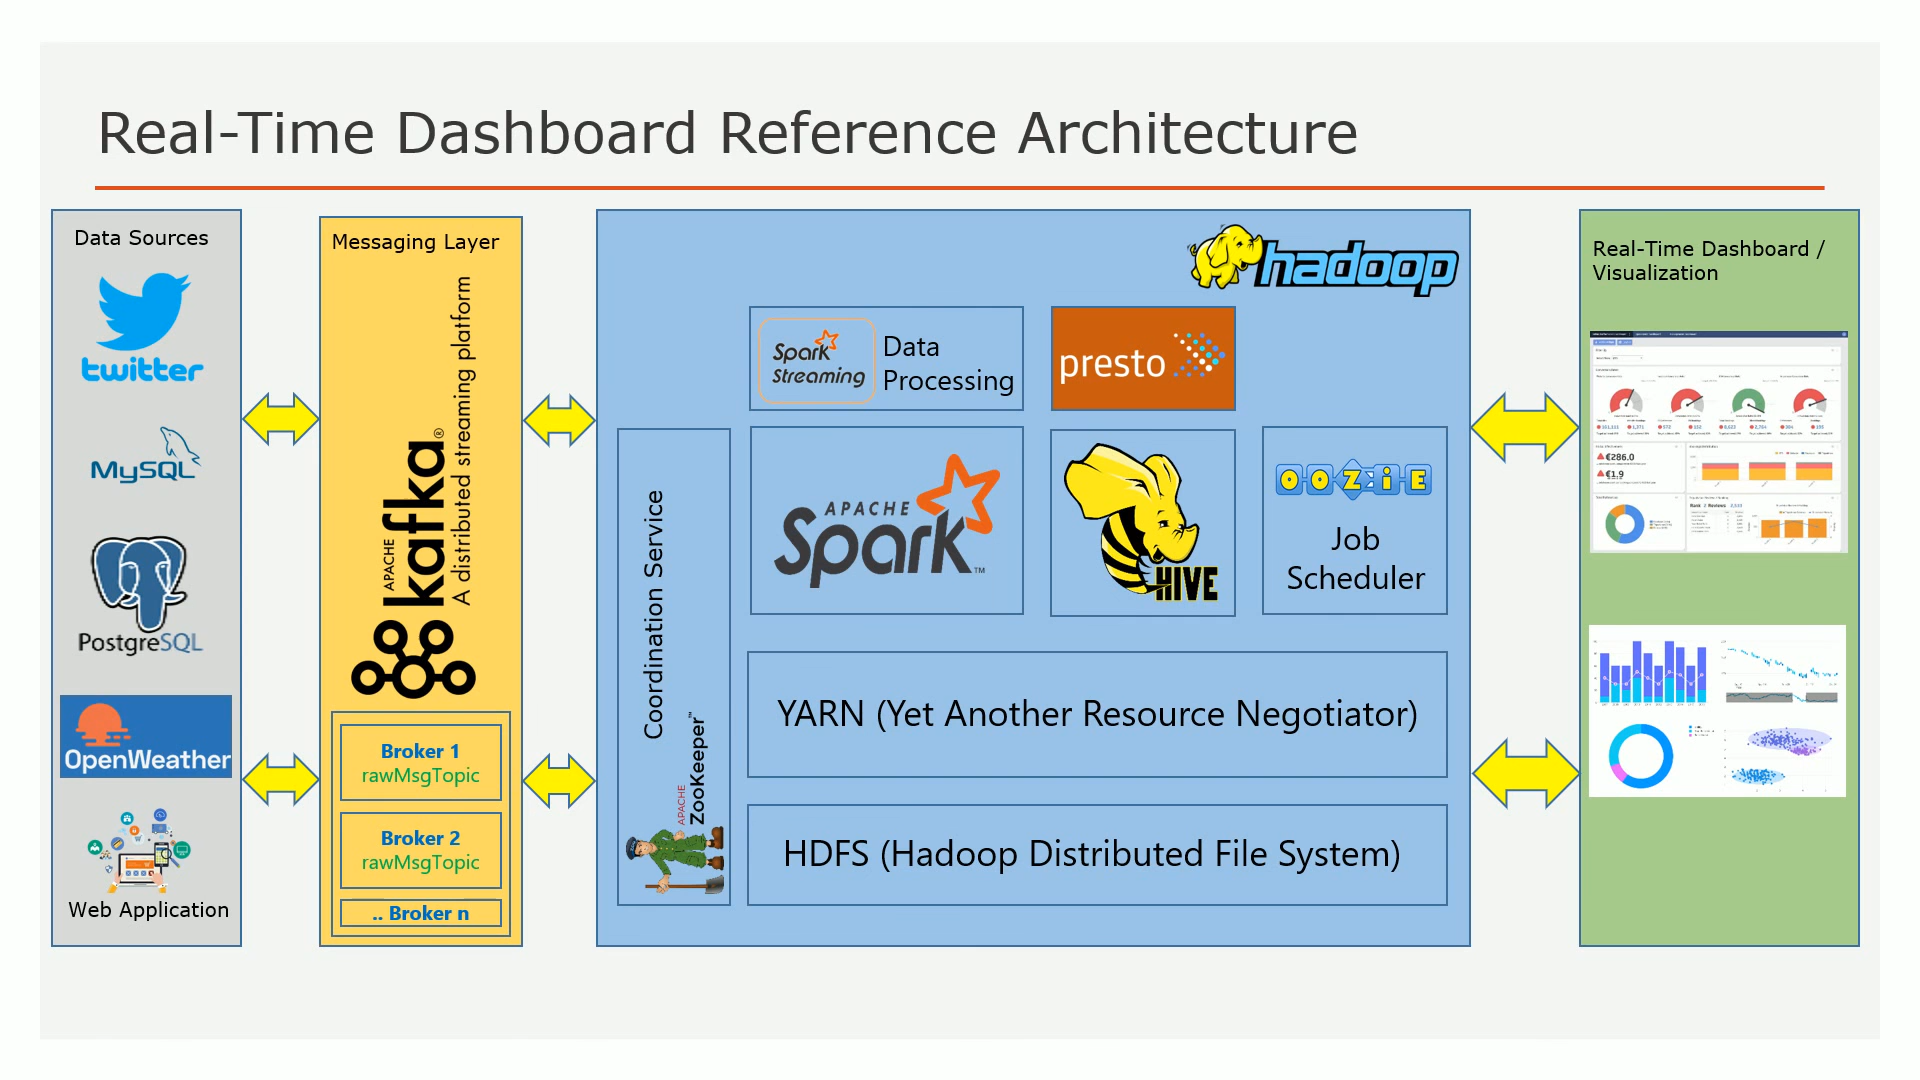 Real-Time Dashboard Reference Architecture
Data Sources
twitter
MySQL
PostgreSQL
OpenWeather
Web Application
Messaging Layer
APACHE
kafka®
A distributed streaming platform
Broker 1
rawMsgTopic
Broker 2
rawMsgTopic
.. Broker n
hadoop
Spark
Streaming
Data
Processing
presto
Coordination Service
APACHE
ZooKeeper™
APACHE
Spark™
HIVE
OOZiE
Job
Scheduler
YARN (Yet Another Resource Negotiator)
HDFS (Hadoop Distributed File System)
Real-Time Dashboard /
Visualization
€286.0
€1.9